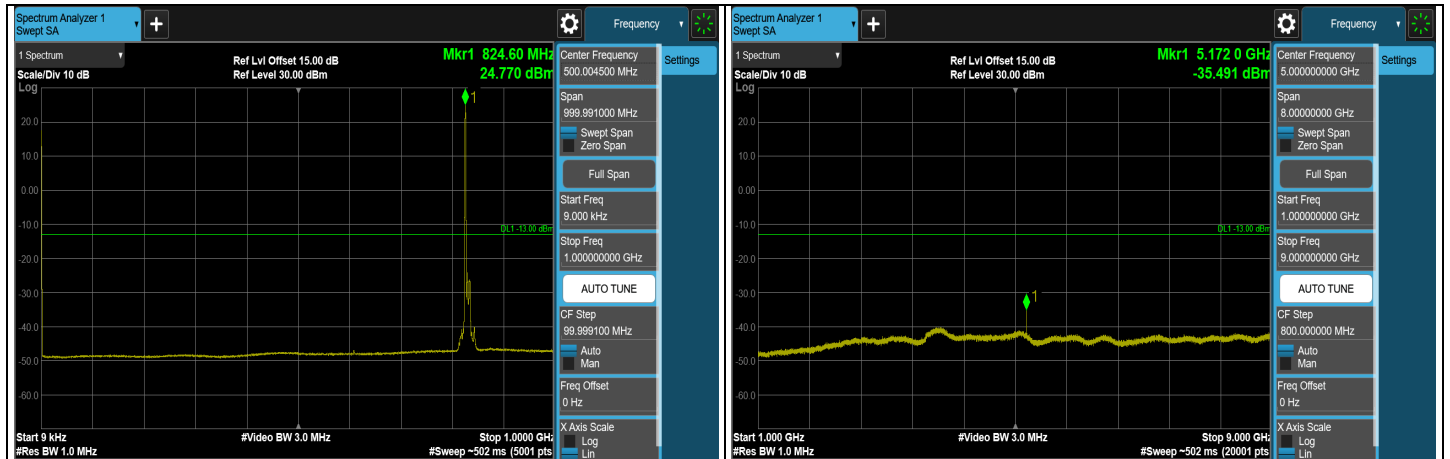 Spectrum Analyzer 1
Swept SA
+
Frequency
1 Spectrum
Scale/Div 10 dB
Log
Ref Lvl Offset 15.00 dB
Ref Level 30.00 dBm
Mkr1 824.60 MHz
24.770 dBm
1
20.0
10.0
0.00
-10.0
-20.0
-30.0
-40.0
-50.0
-60.0
DL1 -13.00 dBm
Start 9 kHz
#Res BW 1.0 MHz
#Video BW 3.0 MHz
Stop 1.0000 GHz
#Sweep ~502 ms (5001 pts
Center Frequency
500.004500 MHz
Span
999.991000 MHz
Swept Span
Zero Span
Full Span
Start Freq
9.000 kHz
Stop Freq
1.000000000 GHz
AUTO TUNE
CF Step
99.999100 MHz
Auto
Man
Freq Offset
0 Hz
X Axis Scale
Log
Lin
Settings
Spectrum Analyzer 1
Swept SA
+
Frequency
1 Spectrum
Scale/Div 10 dB
Log
Ref Lvl Offset 15.00 dB
Ref Level 30.00 dBm
Mkr1 5.172 0 GHz
-35.491 dBm
1
20.0
10.0
0.00
-10.0
-20.0
-30.0
-40.0
-50.0
-60.0
DL1 -13.00 dBm
Start 1.000 GHz
#Res BW 1.0 MHz
#Video BW 3.0 MHz
Stop 9.000 GHz
#Sweep ~502 ms (20001 pts
Center Frequency
5.000000000 GHz
Span
8.00000000 GHz
Swept Span
Zero Span
Full Span
Start Freq
1.000000000 GHz
Stop Freq
9.000000000 GHz
AUTO TUNE
CF Step
800.000000 MHz
Auto
Man
Freq Offset
0 Hz
X Axis Scale
Log
Lin
Settings